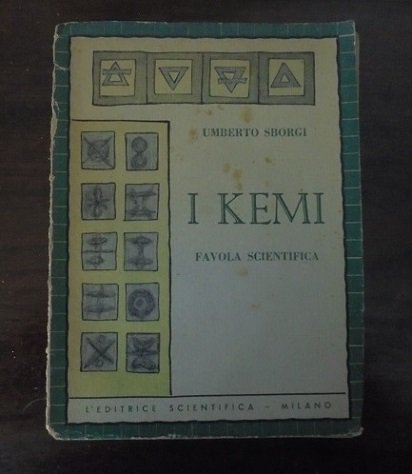 UMBERTO SBORGI
I KEMI
FAVOLA SCIENTIFICA
L'EDITRICE SCIENTIFICA - MILANO